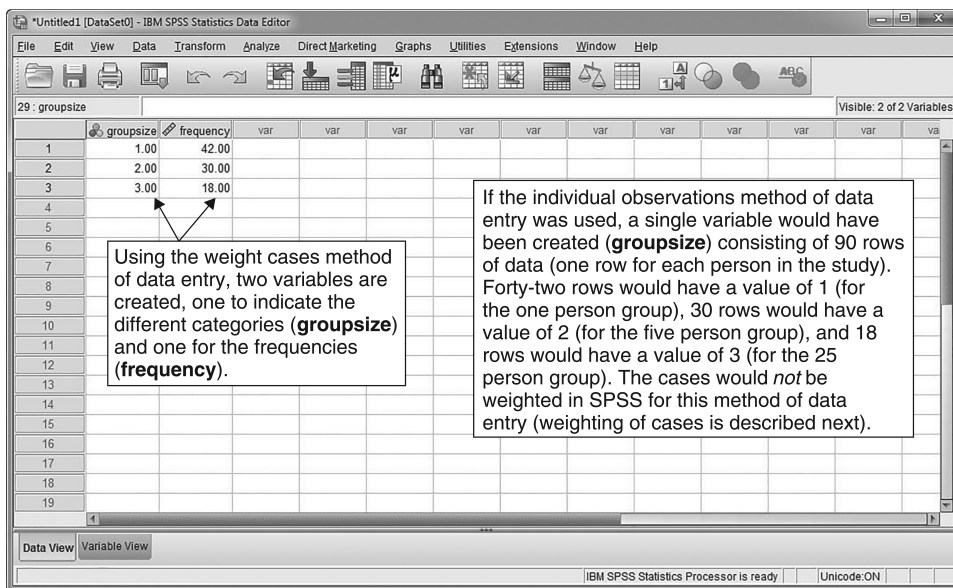 *Untitled1 [DataSet0] - IBM SPSS Statistics Data Editor
File Edit View Data Transform Analyze Direct Marketing Graphs Utilities Extensions Window Help
29 : groupsize
Visible: 2 of 2 Variables
groupsize frequency var var var var var var var var var var va
1 1.00 42.00
2 2.00 30.00
3 3.00 18.00
4
5
6
7
8
9
10
11
12
13
14
15
16
17
18
19
Using the weight cases method
of data entry, two variables are
created, one to indicate the
different categories (groupsize)
and one for the frequencies
(frequency).
If the individual observations method of data
entry was used, a single variable would have
been created (groupsize) consisting of 90 rows
of data (one row for each person in the study).
Forty-two rows would have a value of 1 (for
the one person group), 30 rows would have a
value of 2 (for the five person group), and 18
rows would have a value of 3 (for the 25
person group). The cases would not be
weighted in SPSS for this method of data
entry (weighting of cases is described next).
Data View Variable View
IBM SPSS Statistics Processor is ready Unicode:ON